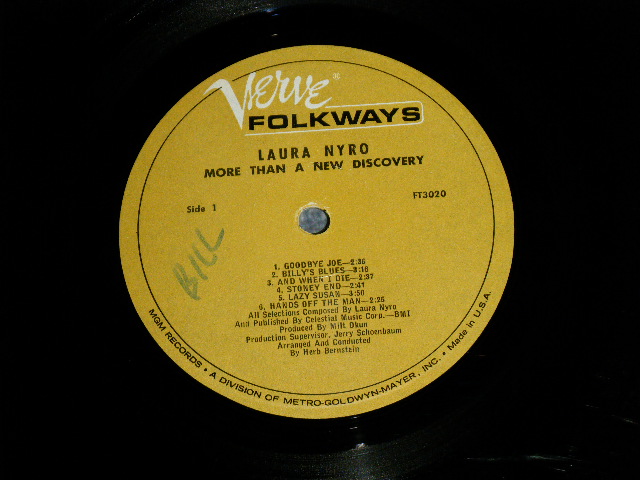 Verve®
FOLKWAYS
LAURA NYRO
MORE THAN A NEW DISCOVERY
Side 1
FT3020
BILL
1. GOODBYE JOE—2:36
2. BILLY'S BLUES—3:16
3. AND WHEN I DIE—2:37
4. STONEY END—2:41
5. LAZY SUSAN—3:50
6. HANDS OFF THE MAN—2:25
All Selections Composed By Laura Nyro
And Published By Celestial Music Corp.—BMI
Produced By Milt Okun
Production Supervisor, Jerry Schoenbaum
Arranged And Conducted
By Herb Bernstein
MGM RECORDS • A DIVISION OF METRO-GOLDWYN-MAYER, INC. • Made in U.S.A.